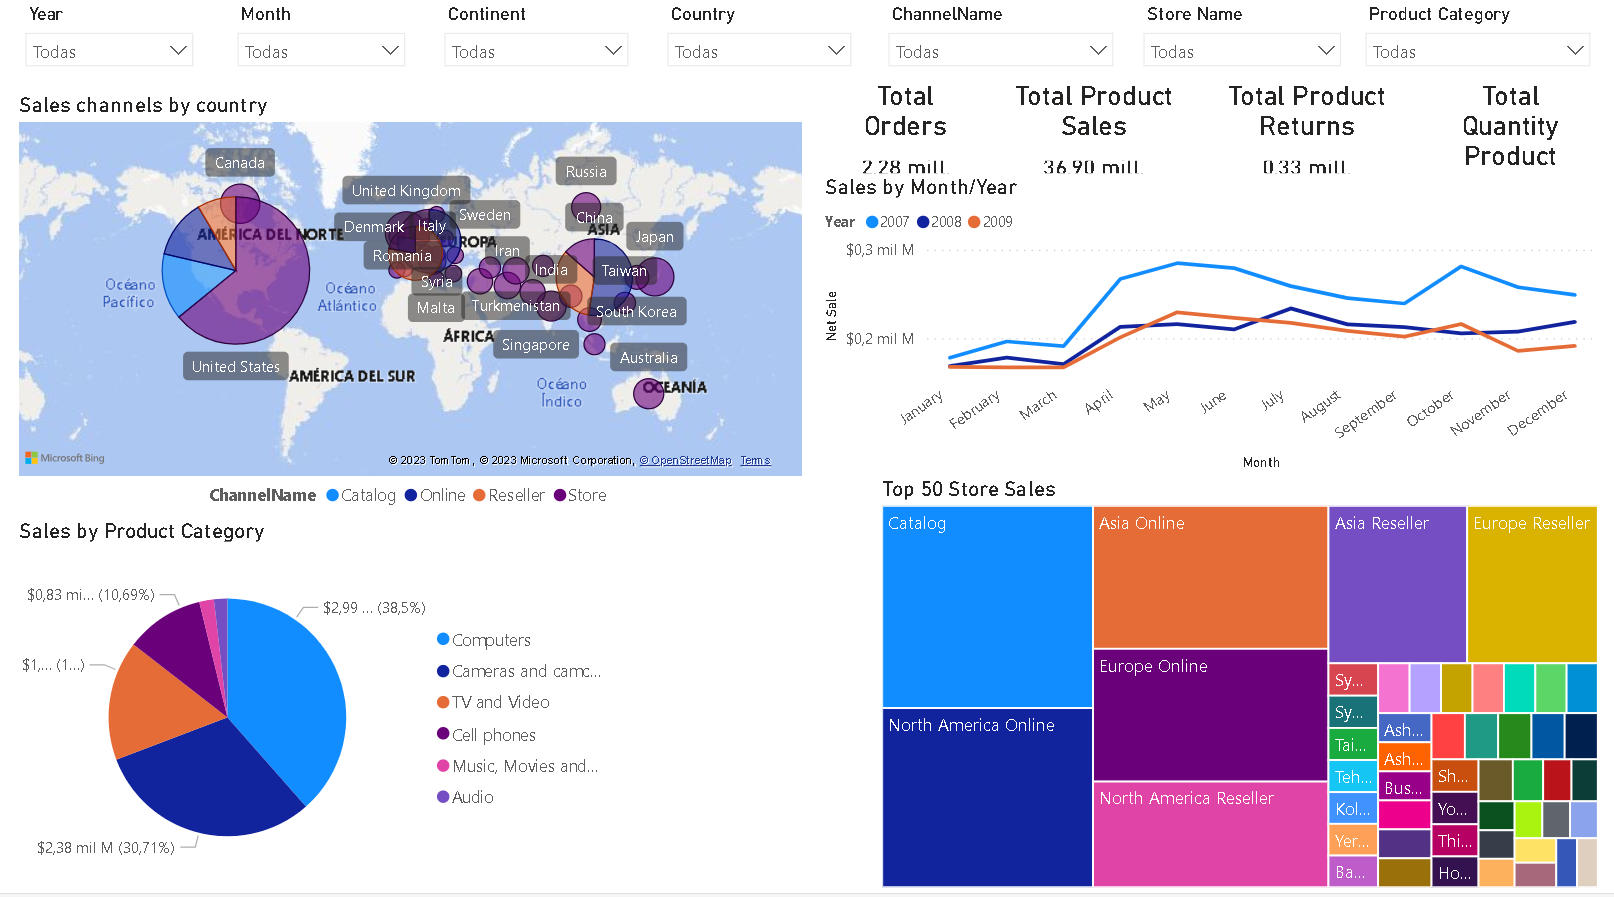 Year
Month
Continent
Country
ChannelName
Store Name
Product Category
Todas
Todas
Todas
Todas
Todas
Todas
Todas
Sales channels by country
Canada
United Kingdom
Russia
Denmark
Italy
Sweden
China
Japan
AMÉRICA DEL NORTE
EUROPA
ASIA
Romania
Iran
India
Taiwan
Syria
Malta
Turkmenistan
South Korea
Océano
Pacífico
Océano
Atlántico
ÁFRICA
Singapore
Australia
United States
AMÉRICA DEL SUR
Océano
Índico
OCEANÍA
Microsoft Bing
© 2023 TomTom, © 2023 Microsoft Corporation, © OpenStreetMap Terms
ChannelName Catalog Online Reseller Store
Total
Orders
2.28 mill.
Total Product
Sales
36.90 mill.
Total Product
Returns
0.33 mill.
Total
Quantity
Product
Sales by Month/Year
Year 2007 2008 2009
$0,3 mil M
$0,2 mil M
Net Sale
January
February
March
April
May
June
July
August
September
October
November
December
Month
Sales by Product Category
$0,83 mi... (10,69%)
$2,99 ... (38,5%)
$1,... (1...)
$2,38 mil M (30,71%)
Computers
Cameras and camc...
TV and Video
Cell phones
Music, Movies and...
Audio
Top 50 Store Sales
Catalog
Asia Online
Asia Reseller
Europe Reseller
North America Online
Europe Online
North America Reseller
Sy...
Sy...
Tai...
Teh...
Kol...
Yer...
Ba...
Ash...
Ash...
Bus...
Sh...
Yo...
Thi...
Ho...